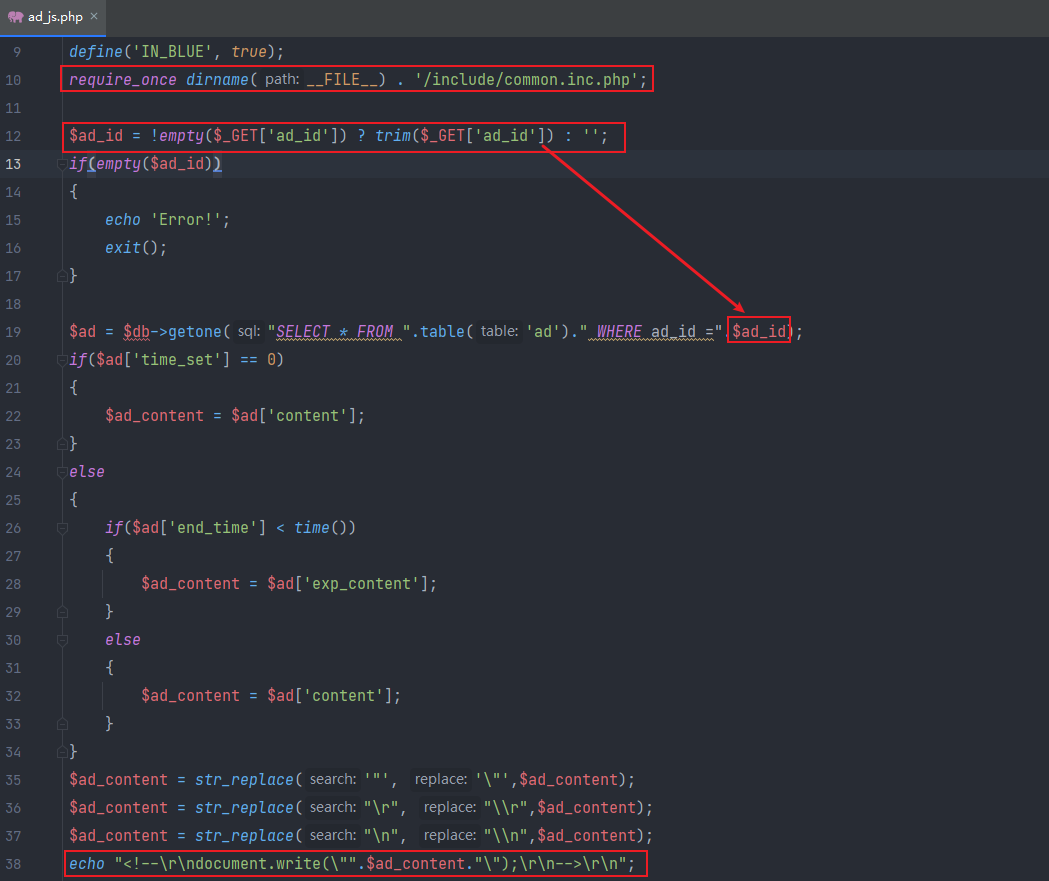 ad_js.php ×
9 define('IN_BLUE', true);
10 require_once dirname( path: __FILE__) . '/include/common.inc.php';
11
12 $ad_id = !empty($_GET['ad_id']) ? trim($_GET['ad_id']) : '';
13 if(empty($ad_id))
14 {
15 echo 'Error!';
16 exit();
17 }
18
19 $ad = $db->getone( sql: "SELECT * FROM ".table( table: 'ad')." WHERE ad_id =".$ad_id);
20 if($ad['time_set'] == 0)
21 {
22 $ad_content = $ad['content'];
23 }
24 else
25 {
26 if($ad['end_time'] < time())
27 {
28 $ad_content = $ad['exp_content'];
29 }
30 else
31 {
32 $ad_content = $ad['content'];
33 }
34 }
35 $ad_content = str_replace( search: '"', replace: '\"',$ad_content);
36 $ad_content = str_replace( search: "\r", replace: "\\r",$ad_content);
37 $ad_content = str_replace( search: "\n", replace: "\\n",$ad_content);
38 echo "<!--\r\ndocument.write(\"".$ad_content."\");\r\n-->\r\n";